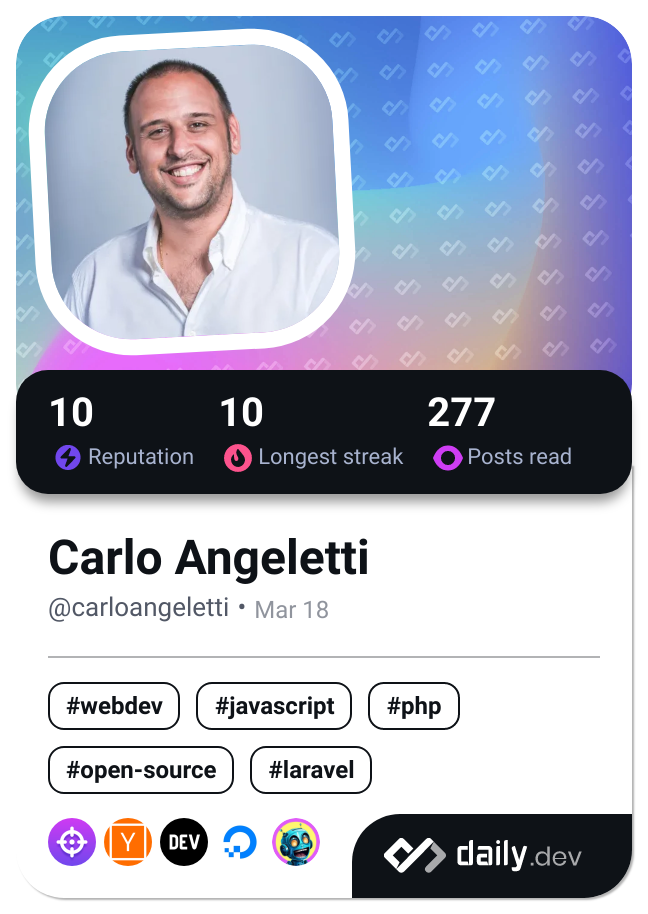 10 10 277
Reputation Longest streak Posts read
Carlo Angeletti
@carloangeletti • Mar 18
#webdev #javascript #php
#open-source #laravel
Y DEV daily.dev